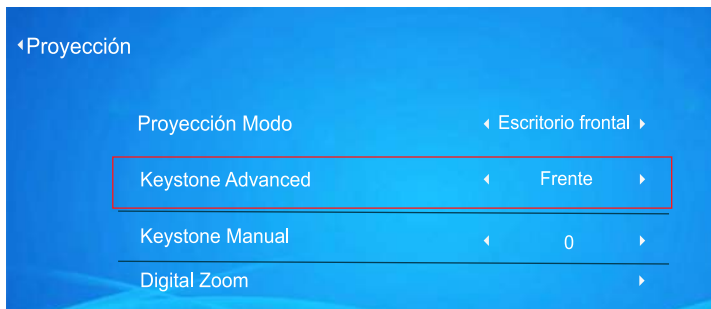 Proyección
Proyección Modo Escritorio frontal
Keystone Advanced Frente
Keystone Manual 0
Digital Zoom